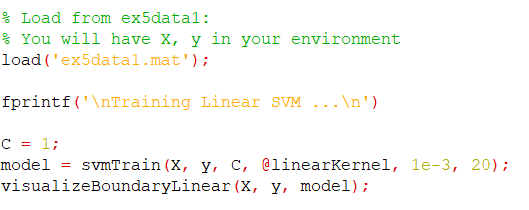 % Load from ex5data1:
% You will have X, y in your environment
load('ex5data1.mat');
fprintf('\nTraining Linear SVM ...\n')
C = 1;
model = svmTrain(X, y, C, @linearKernel, 1e-3, 20);
visualizeBoundaryLinear(X, y, model);